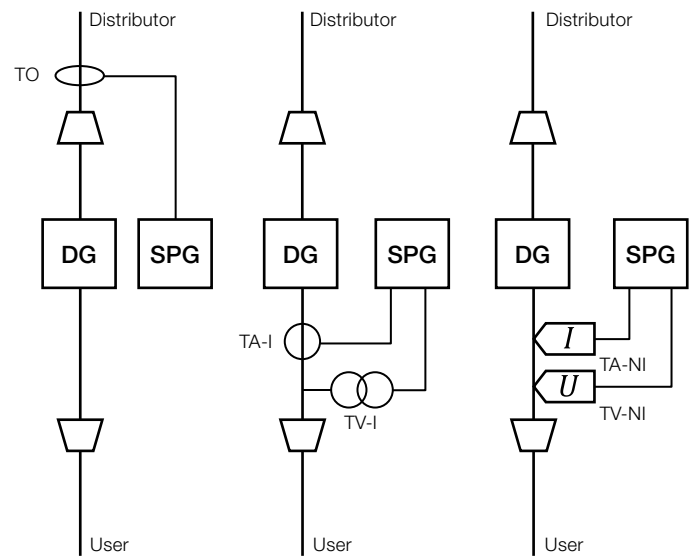 Distributor
TO
DG
SPG
User
Distributor
DG
SPG
TA-I
TV-I
User
Distributor
DG
SPG
I
TA-NI
U
TV-NI
User